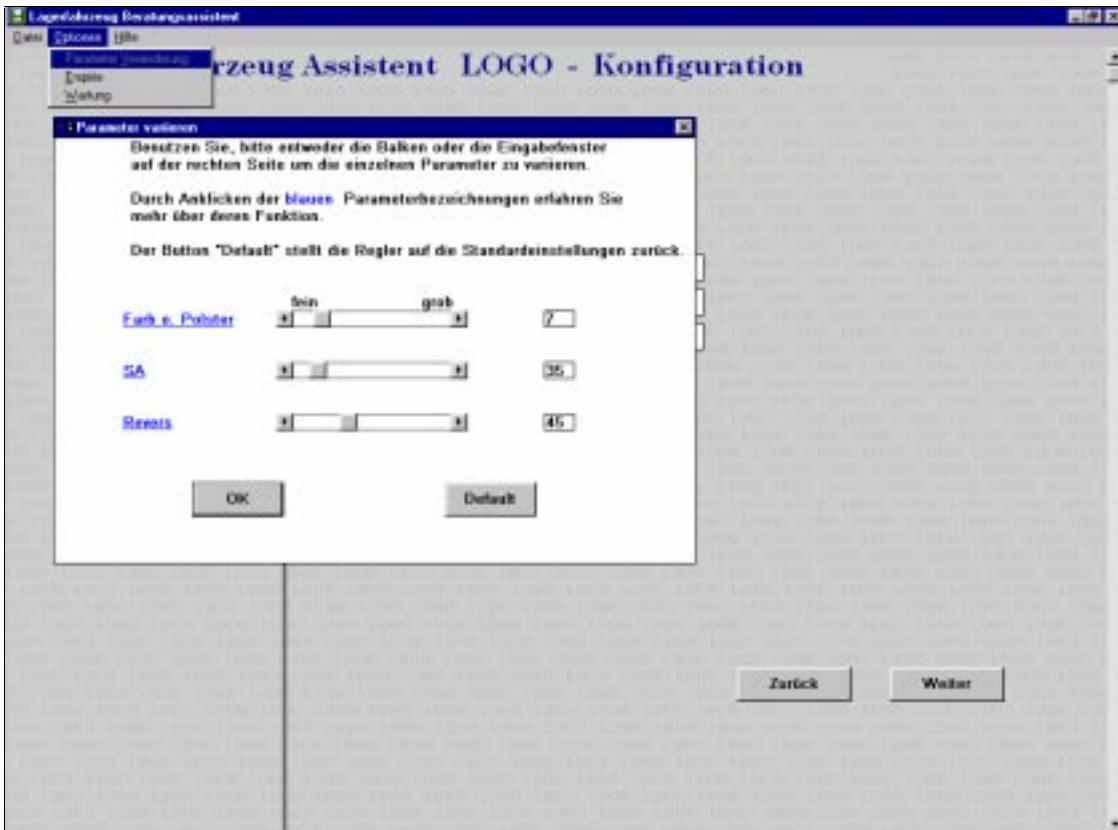 Lagerfahrzeug Beratungsassistent
Datei Optionen Hilfe
Parameter Veränderung
Wartung
rzeug Assistent LOGO - Konfiguration
Parameter variieren
Benutzen Sie, bitte entweder die Balken oder die Eingabefenster
auf der rechten Seite um die einzelnen Parameter zu variieren.
Durch Anklicken der blauen Parameterbezeichnungen erfahren Sie
mehr über deren Funktion.
Der Button "Default" stellt die Regler auf die Standardeinstellungen zurück.
fein grob
Farb e. Polster 7
SA 35
Revers 45
OK Default
Zurück Weiter